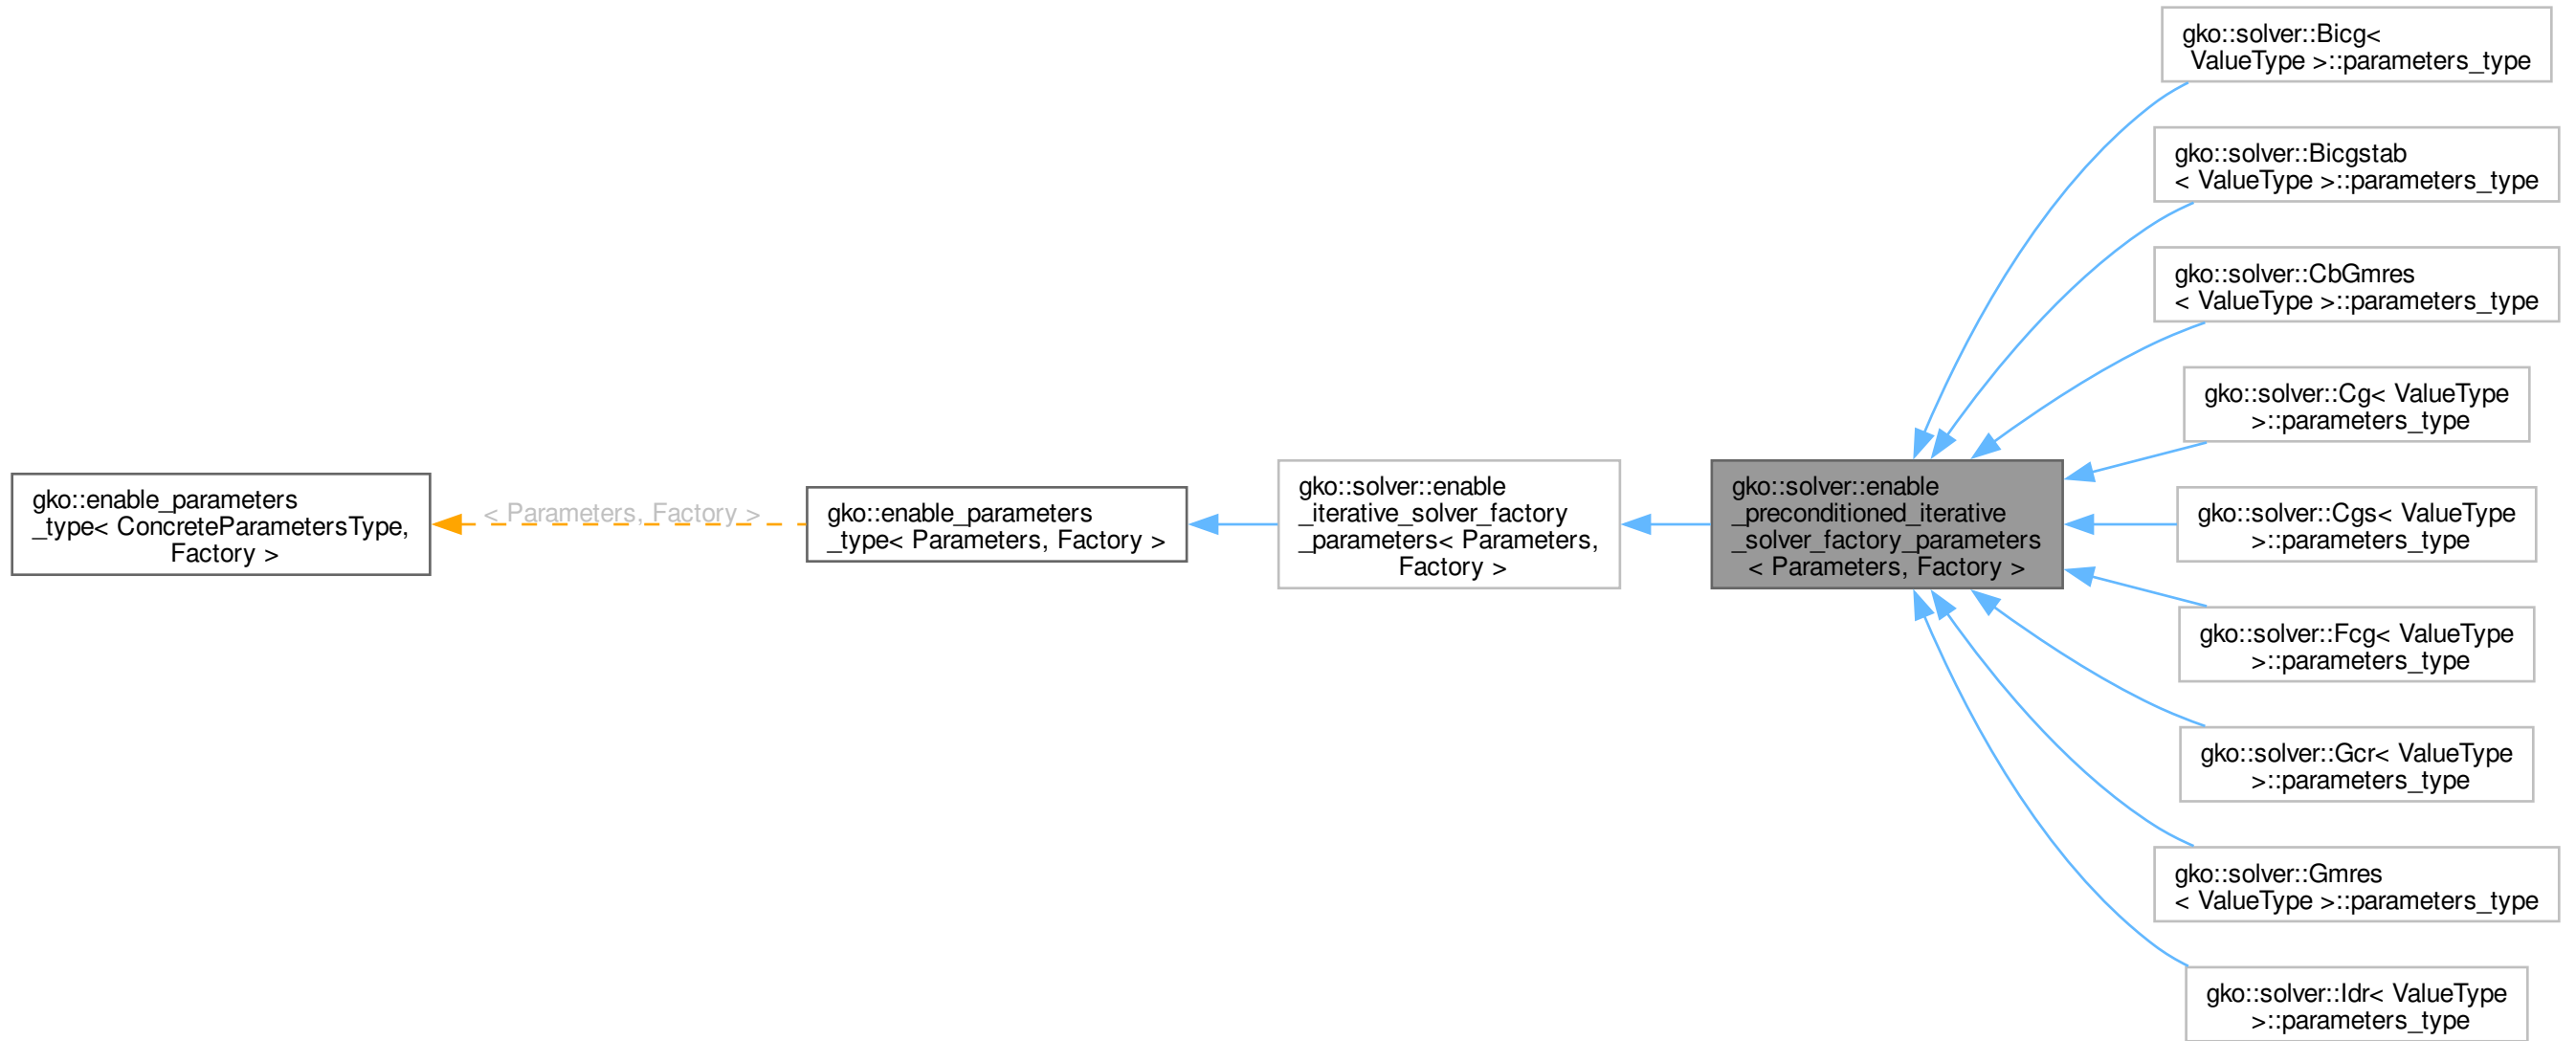 gko::enable_parameters
_type< ConcreteParametersType,
Factory >
< Parameters, Factory >
gko::enable_parameters
_type< Parameters, Factory >
gko::solver::enable
_iterative_solver_factory
_parameters< Parameters,
Factory >
gko::solver::enable
_preconditioned_iterative
_solver_factory_parameters
< Parameters, Factory >
gko::solver::Bicg<
ValueType >::parameters_type
gko::solver::Bicgstab
< ValueType >::parameters_type
gko::solver::CbGmres
< ValueType >::parameters_type
gko::solver::Cg< ValueType
>::parameters_type
gko::solver::Cgs< ValueType
>::parameters_type
gko::solver::Fcg< ValueType
>::parameters_type
gko::solver::Gcr< ValueType
>::parameters_type
gko::solver::Gmres
< ValueType >::parameters_type
gko::solver::Idr< ValueType
>::parameters_type